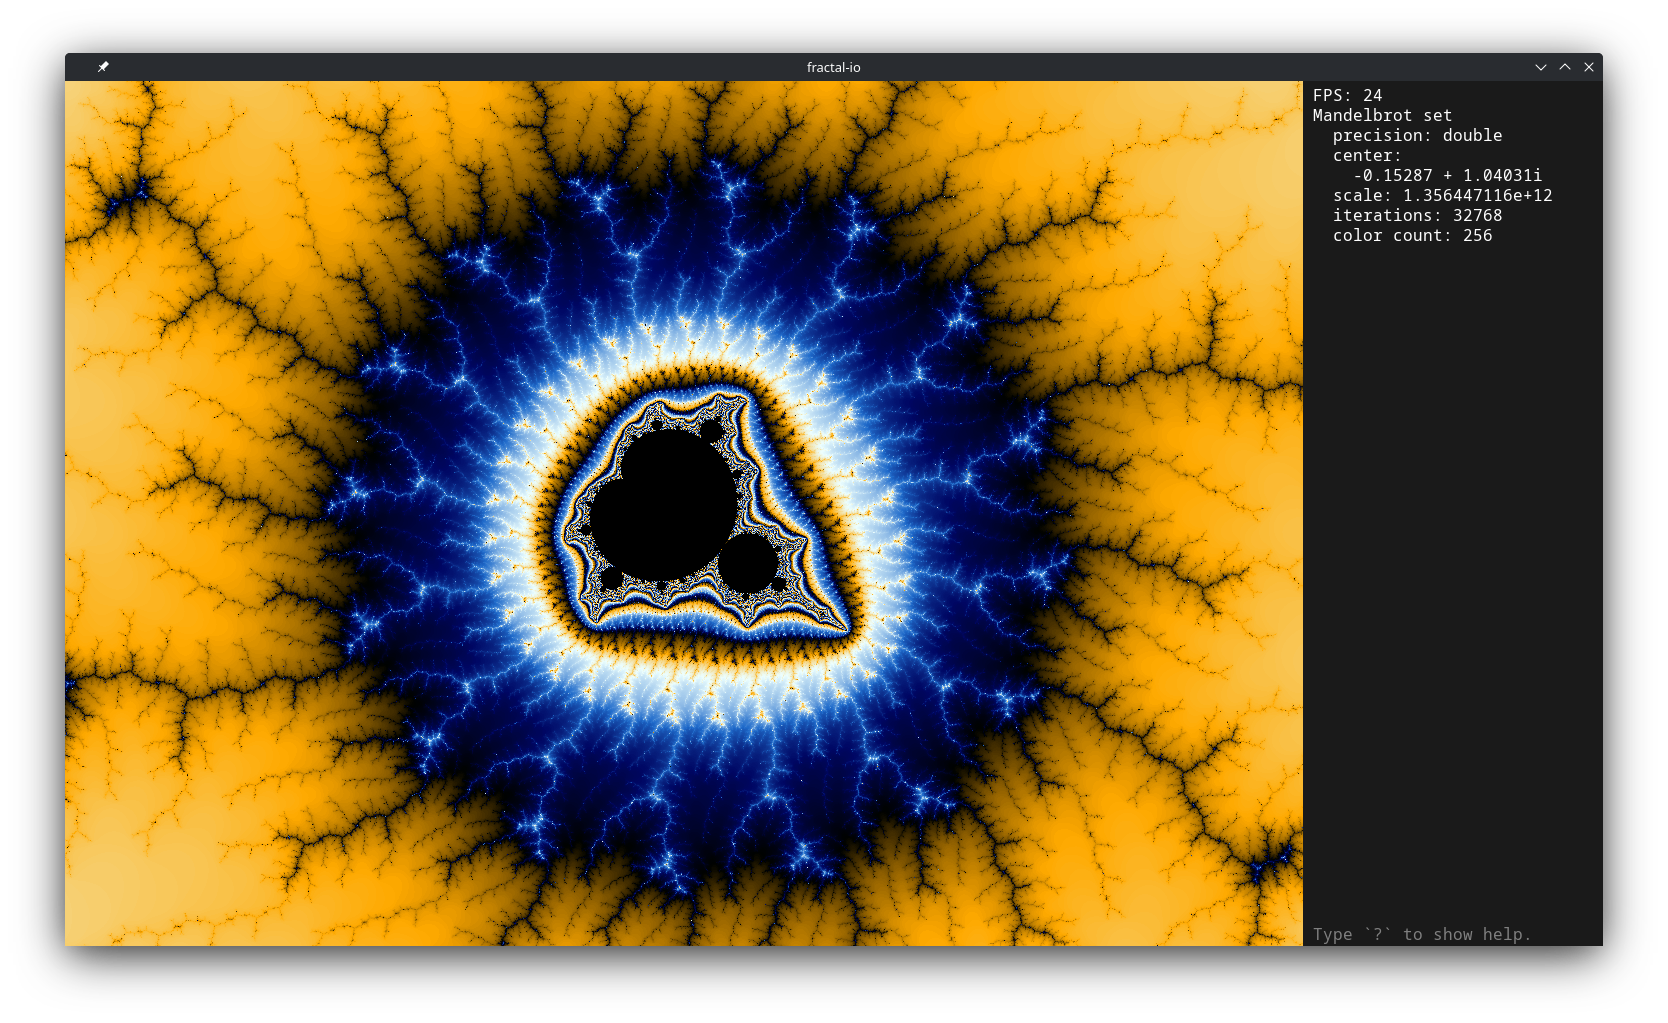 fractal-io
FPS: 24
Mandelbrot set
precision: double
center:
-0.15287 + 1.04031i
scale: 1.356447116e+12
iterations: 32768
color count: 256
Type `?` to show help.